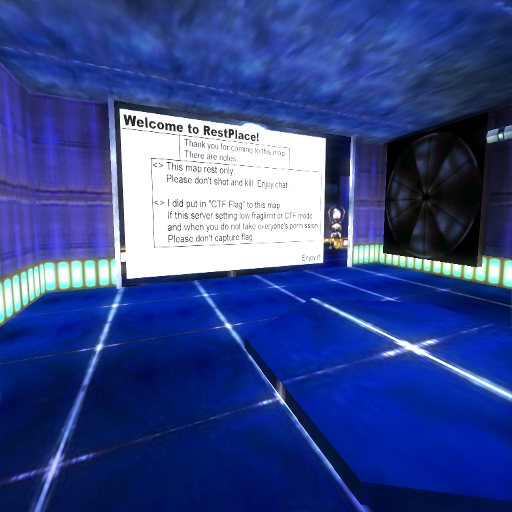 Welcome to RestPlace!
Thank you for coming to this map.
There are notes.
<> This map rest only.
Please don't shot and kill. Enjoy chat.
<> I did put in "CTF Flag" to this map.
If this server setting low fraglimit or CTF mode
and when you do not take everyone's permission
Please don't capture flag.
Enjoy it!